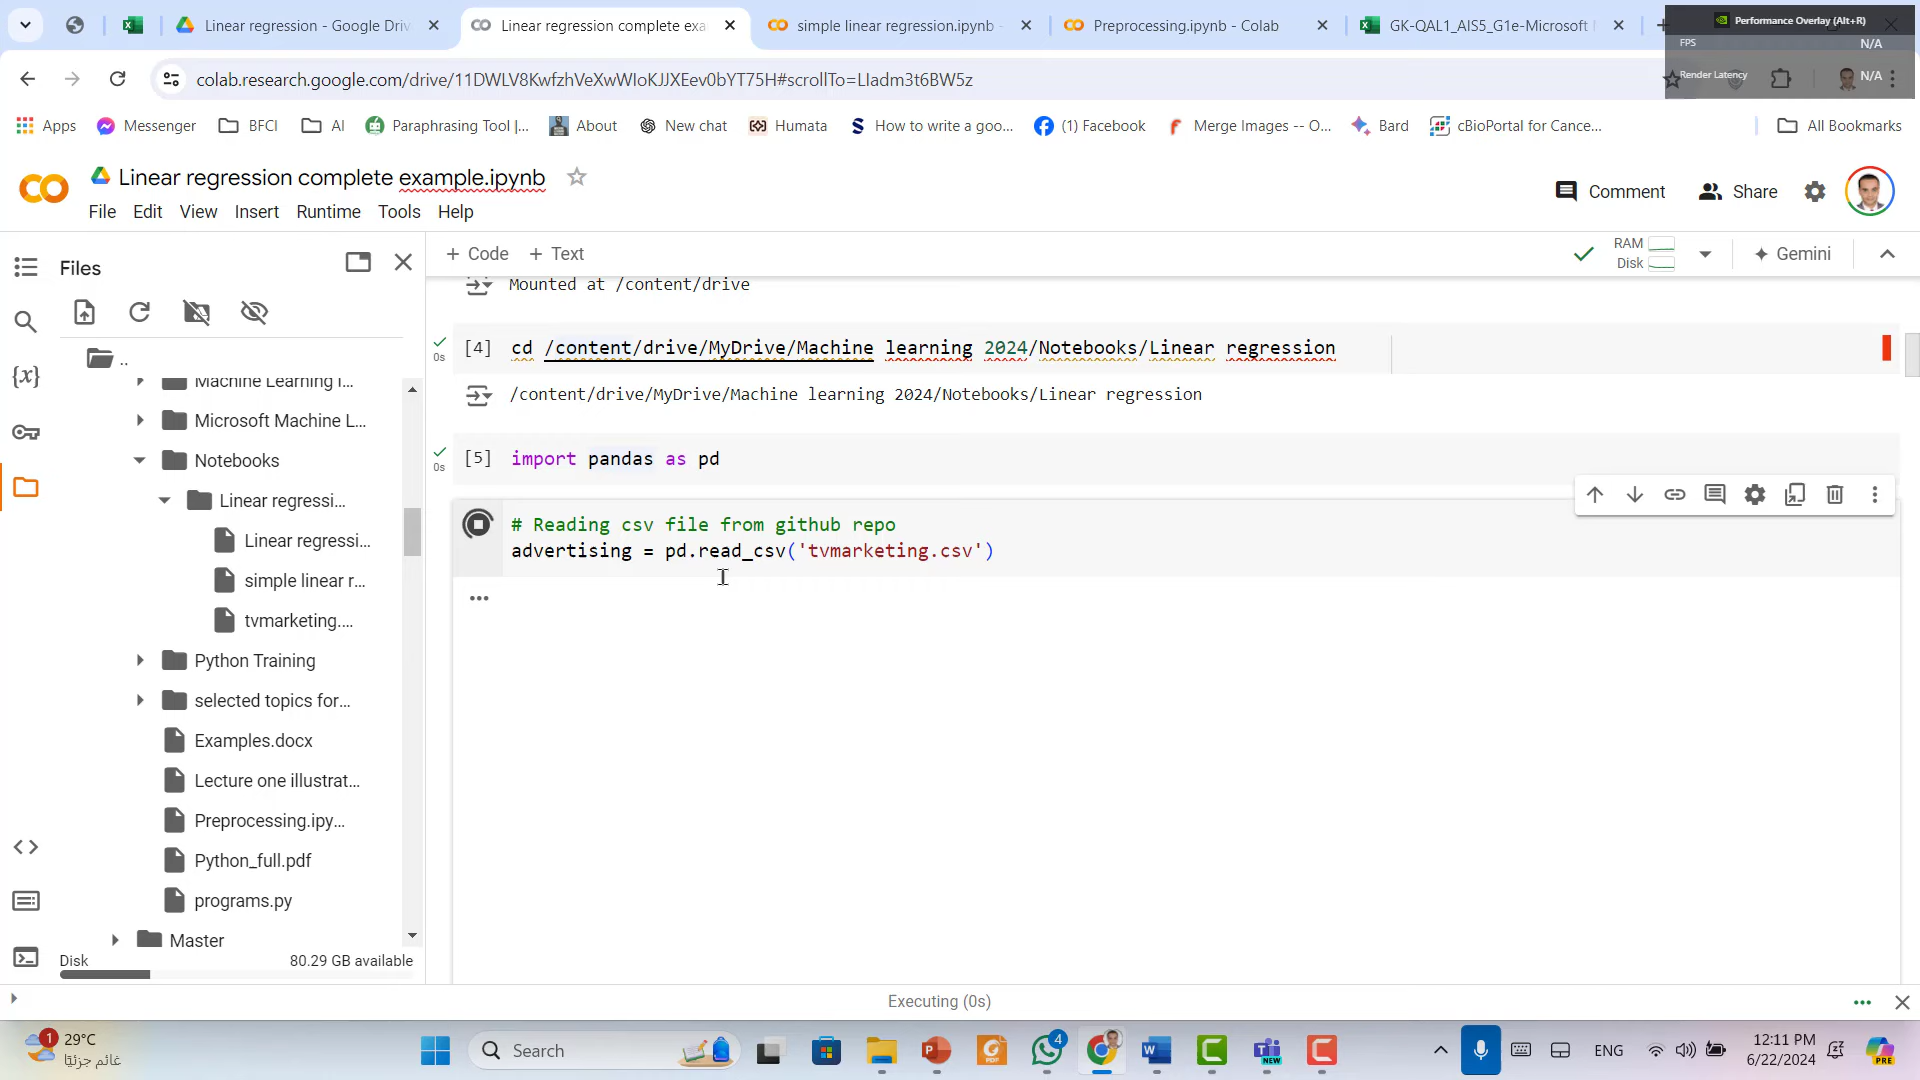 Linear regression - Google Driv
Linear regression complete exa
simple linear regression.ipynb -
Preprocessing.ipynb - Colab
GK-QAL1_AIS5_G1e-Microsoft
Performance Overlay (Alt+R)
FPS N/A
Render Latency N/A
colab.research.google.com/drive/11DWLV8KwfzhVeXwWIoKJJXEev0bYT75H#scrollTo=LIadm3t6BW5z
Apps Messenger BFCI AI Paraphrasing Tool |... About New chat Humata How to write a goo... (1) Facebook Merge Images -- O... Bard cBioPortal for Cance... All Bookmarks
Linear regression complete example.ipynb
Comment Share
File Edit View Insert Runtime Tools Help
Files
+ Code + Text
RAM
Disk
Gemini
Mounted at /content/drive
0s
[4] cd /content/drive/MyDrive/Machine learning 2024/Notebooks/Linear regression
/content/drive/MyDrive/Machine learning 2024/Notebooks/Linear regression
0s
[5] import pandas as pd
# Reading csv file from github repo
advertising = pd.read_csv('tvmarketing.csv')
..
Machine Learning I...
Microsoft Machine L...
Notebooks
Linear regressi...
Linear regressi...
simple linear r...
tvmarketing....
Python Training
selected topics for...
Examples.docx
Lecture one illustrat...
Preprocessing.ipy...
Python_full.pdf
programs.py
Master
Disk 80.29 GB available
Executing (0s)
1
29°C
غائم جزئيًا
Search
4
NEW
ENG
12:11 PM
6/22/2024
PRE